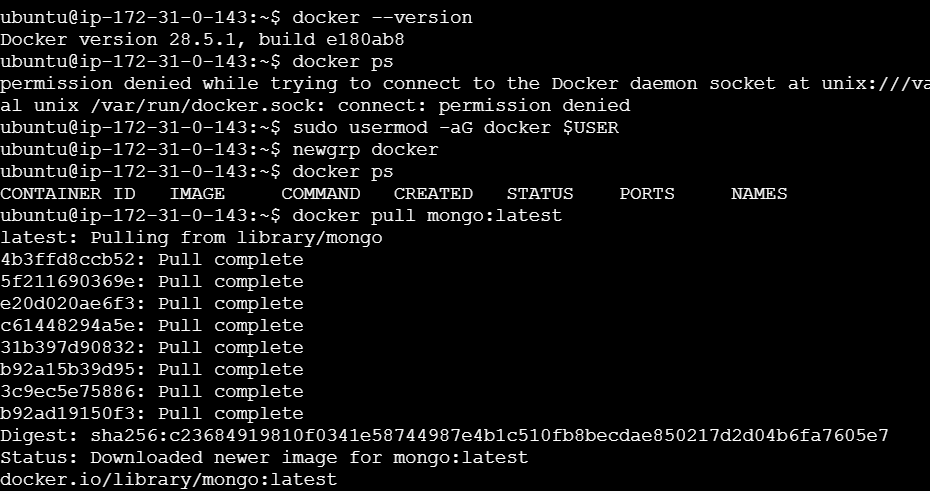 ubuntu@ip-172-31-0-143:~$ docker --version
Docker version 28.5.1, build e180ab8
ubuntu@ip-172-31-0-143:~$ docker ps
permission denied while trying to connect to the Docker daemon socket at unix:///va
al unix /var/run/docker.sock: connect: permission denied
ubuntu@ip-172-31-0-143:~$ sudo usermod -aG docker $USER
ubuntu@ip-172-31-0-143:~$ newgrp docker
ubuntu@ip-172-31-0-143:~$ docker ps
CONTAINER ID   IMAGE     COMMAND   CREATED   STATUS    PORTS     NAMES
ubuntu@ip-172-31-0-143:~$ docker pull mongo:latest
latest: Pulling from library/mongo
4b3ffd8ccb52: Pull complete
5f211690369e: Pull complete
e20d020ae6f3: Pull complete
c61448294a5e: Pull complete
31b397d90832: Pull complete
b92a15b39d95: Pull complete
3c9ec5e75886: Pull complete
b92ad19150f3: Pull complete
Digest: sha256:c23684919810f0341e58744987e4b1c510fb8becdae850217d2d04b6fa7605e7
Status: Downloaded newer image for mongo:latest
docker.io/library/mongo:latest